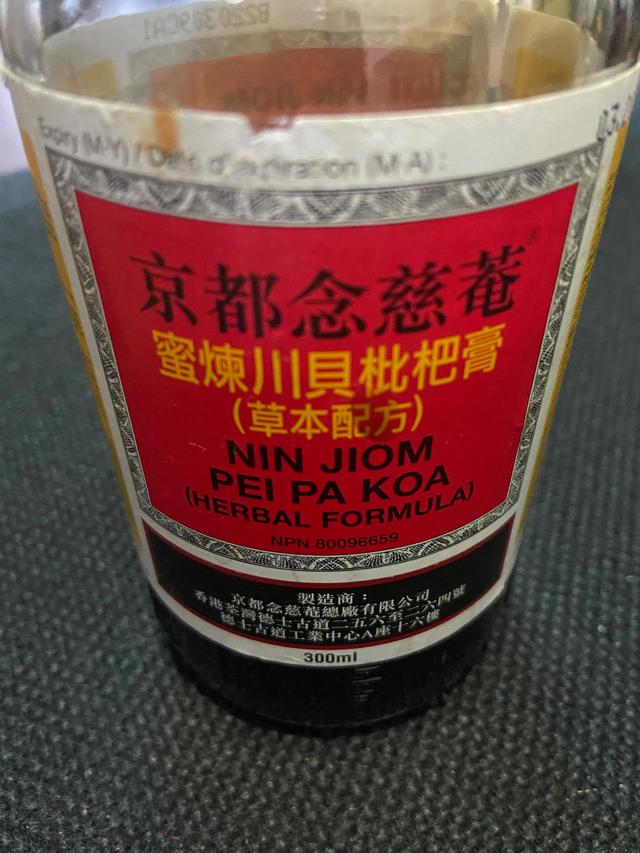 Expiry (M-Y) / Date d'expiration (M-A) :
京都念慈菴®
蜜煉川貝枇杷膏
（草本配方）
NIN JIOM
PEI PA KOA
(HERBAL FORMULA)
NPN 80096659
製造商：
京都念慈菴總廠有限公司
香港荃灣德士古道二五六至二六四號
德士古道工業中心A座十六樓
300ml